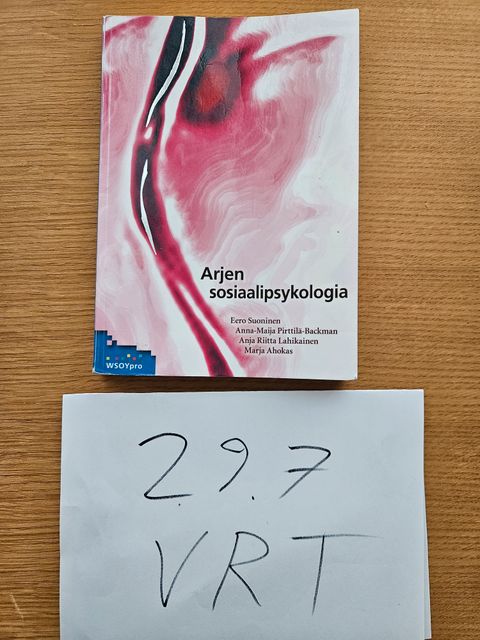 Arjen
sosiaalipsykologia
Eero Suoninen
Anna-Maija Pirttilä-Backman
Anja Riitta Lahikainen
Marja Ahokas
WSOYpro
29.7
VRT